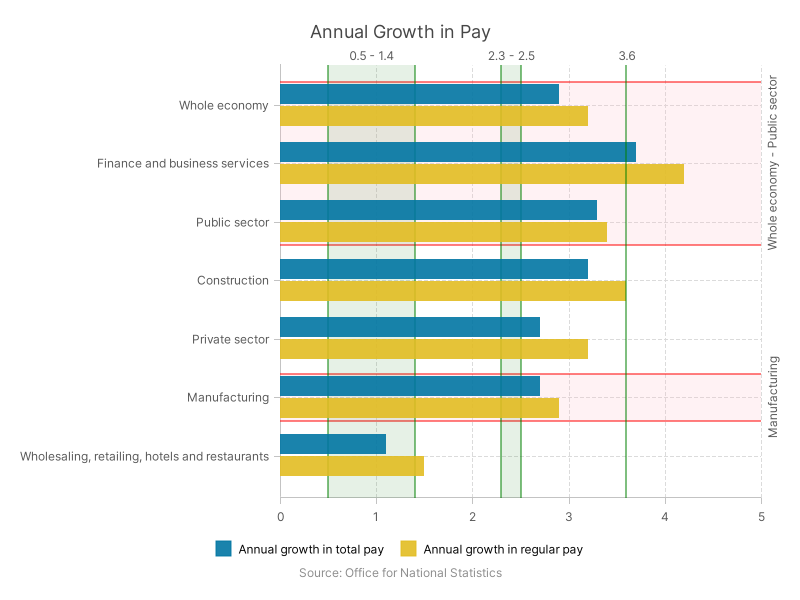 Annual Growth in Pay
0.5 - 1.4
2.3 - 2.5
3.6
Whole economy
Finance and business services
Public sector
Construction
Private sector
Manufacturing
Wholesaling, retailing, hotels and restaurants
Whole economy - Public sector
Manufacturing
0
1
2
3
4
5
Annual growth in total pay
Annual growth in regular pay
Source: Office for National Statistics